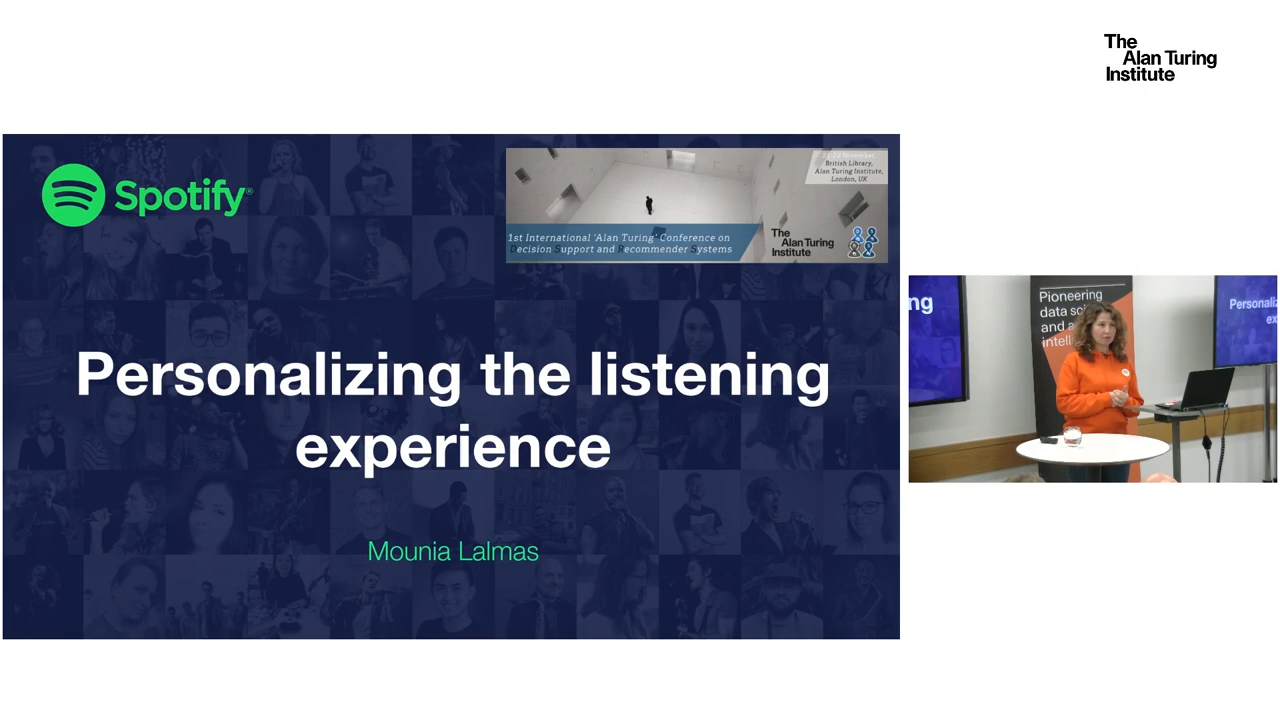 The
Alan Turing
Institute
Spotify®
British Library,
Alan Turing Institute,
London, UK
1st International 'Alan Turing' Conference on
Decision Support and Recommender Systems
The
Alan Turing
Institute
Personalizing the listening
experience
Mounia Lalmas
ng
Pioneering
data sci
and a
intell
Personaliz
ex